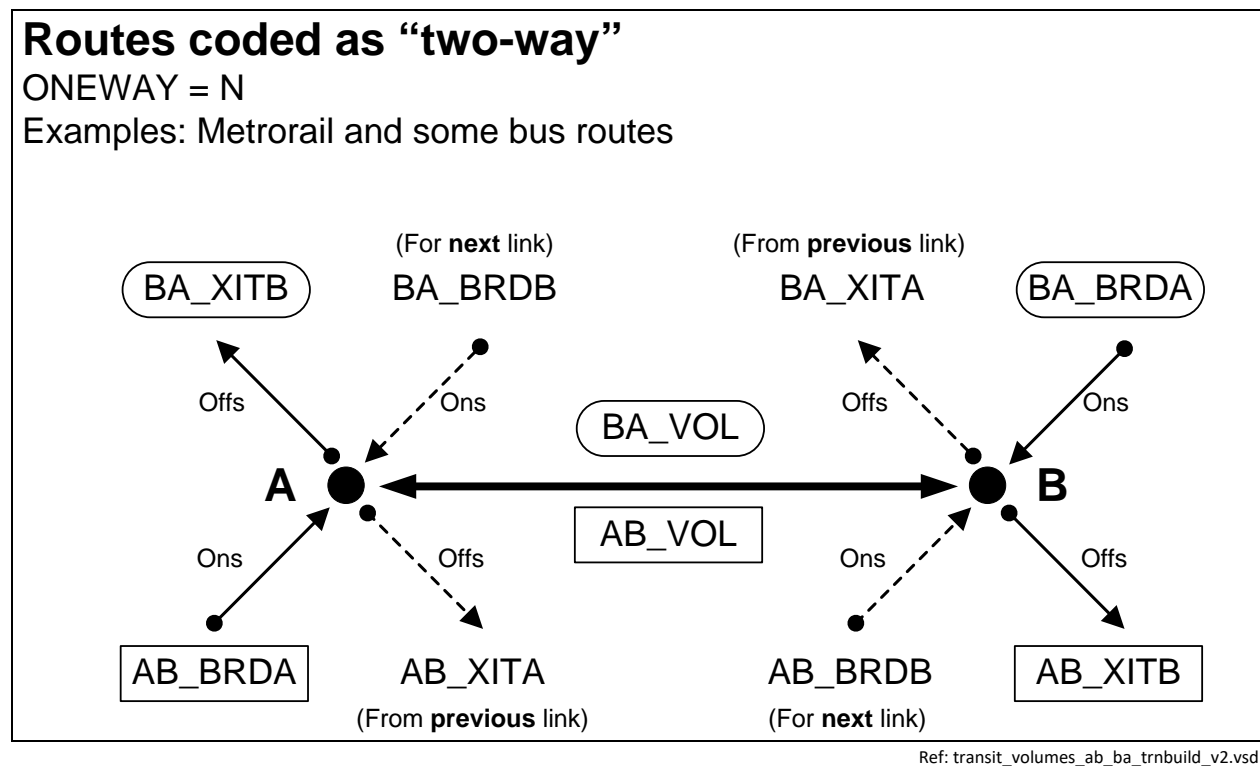 Routes coded as “two-way”
ONEWAY = N
Examples: Metrorail and some bus routes
(For next link)
(From previous link)
BA_XITB
BA_BRDB
BA_XITA
BA_BRDA
Offs
Ons
Offs
Ons
BA_VOL
A
B
AB_VOL
Ons
Offs
Ons
Offs
AB_BRDA
AB_XITA
AB_BRDB
AB_XITB
(From previous link)
(For next link)
Ref: transit_volumes_ab_ba_trnbuild_v2.vsd